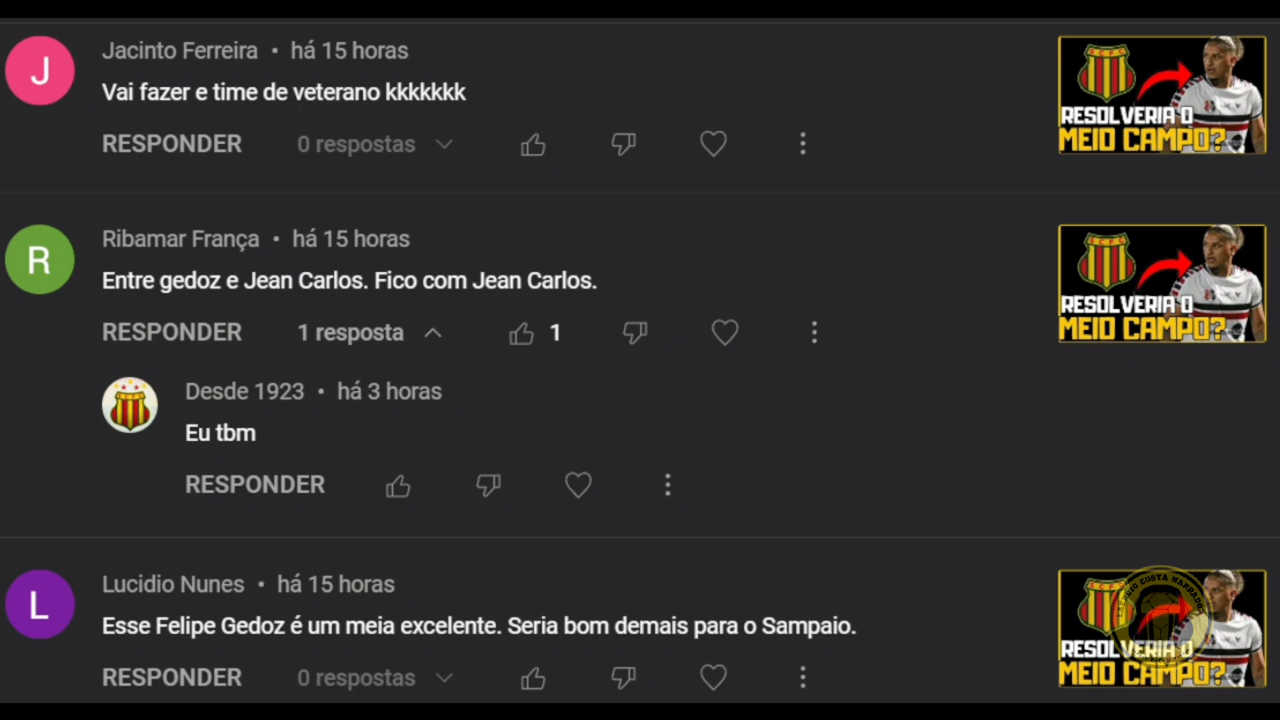 J
Jacinto Ferreira • há 15 horas
Vai fazer e time de veterano kkkkkkk
RESPONDER 0 respostas
SCFC
RESOLVERIA O
MEIO CAMPO?
R
Ribamar França • há 15 horas
Entre gedoz e Jean Carlos. Fico com Jean Carlos.
RESPONDER 1 resposta 1
SCFC
RESOLVERIA O
MEIO CAMPO?
Desde 1923 • há 3 horas
Eu tbm
RESPONDER
L
Lucidio Nunes • há 15 horas
Esse Felipe Gedoz é um meia excelente. Seria bom demais para o Sampaio.
RESPONDER 0 respostas
RESOLVERIA O
MEIO CAMPO?